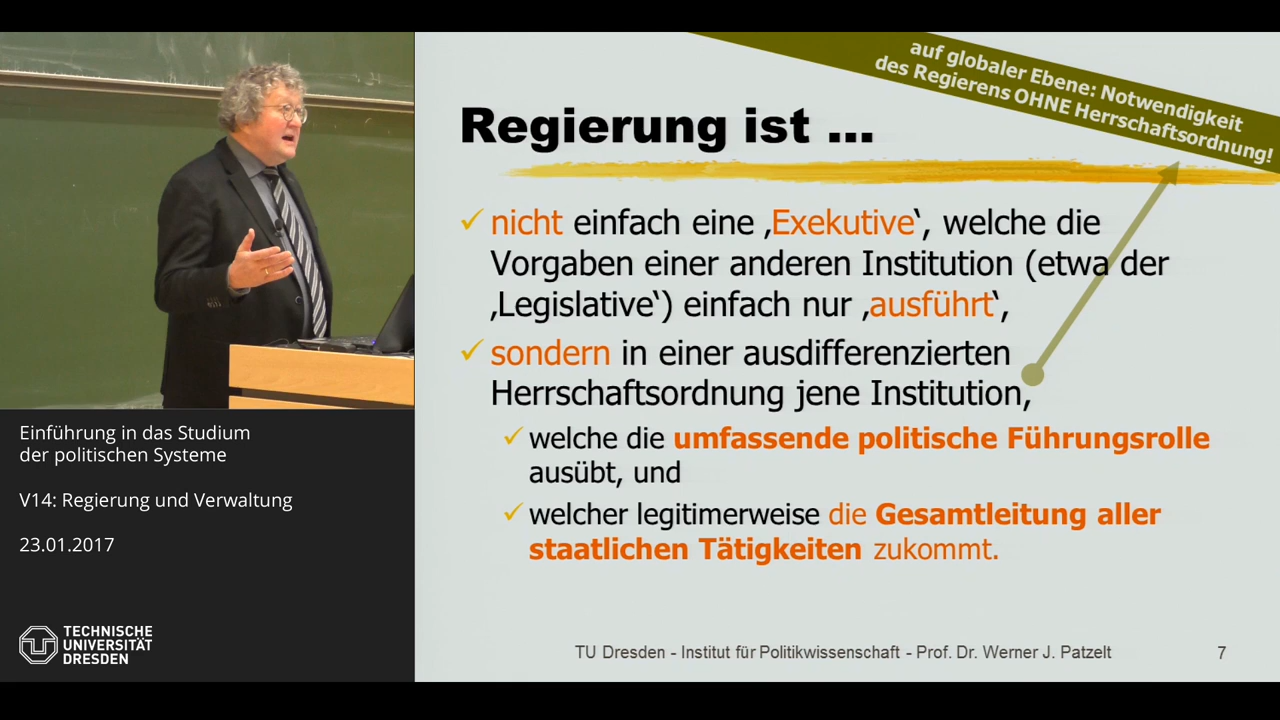 auf globaler Ebene: Notwendigkeit
des Regierens OHNE Herrschaftsordnung!
Regierung ist ...
nicht einfach eine ‚Exekutive‘, welche die
Vorgaben einer anderen Institution (etwa der
‚Legislative‘) einfach nur ‚ausführt‘,
sondern in einer ausdifferenzierten
Herrschaftsordnung jene Institution,
welche die umfassende politische Führungsrolle
ausübt, und
welcher legitimerweise die Gesamtleitung aller
staatlichen Tätigkeiten zukommt.
TU Dresden - Institut für Politikwissenschaft - Prof. Dr. Werner J. Patzelt 7
Einführung in das Studium
der politischen Systeme
V14: Regierung und Verwaltung
23.01.2017
TECHNISCHE
UNIVERSITÄT
DRESDEN